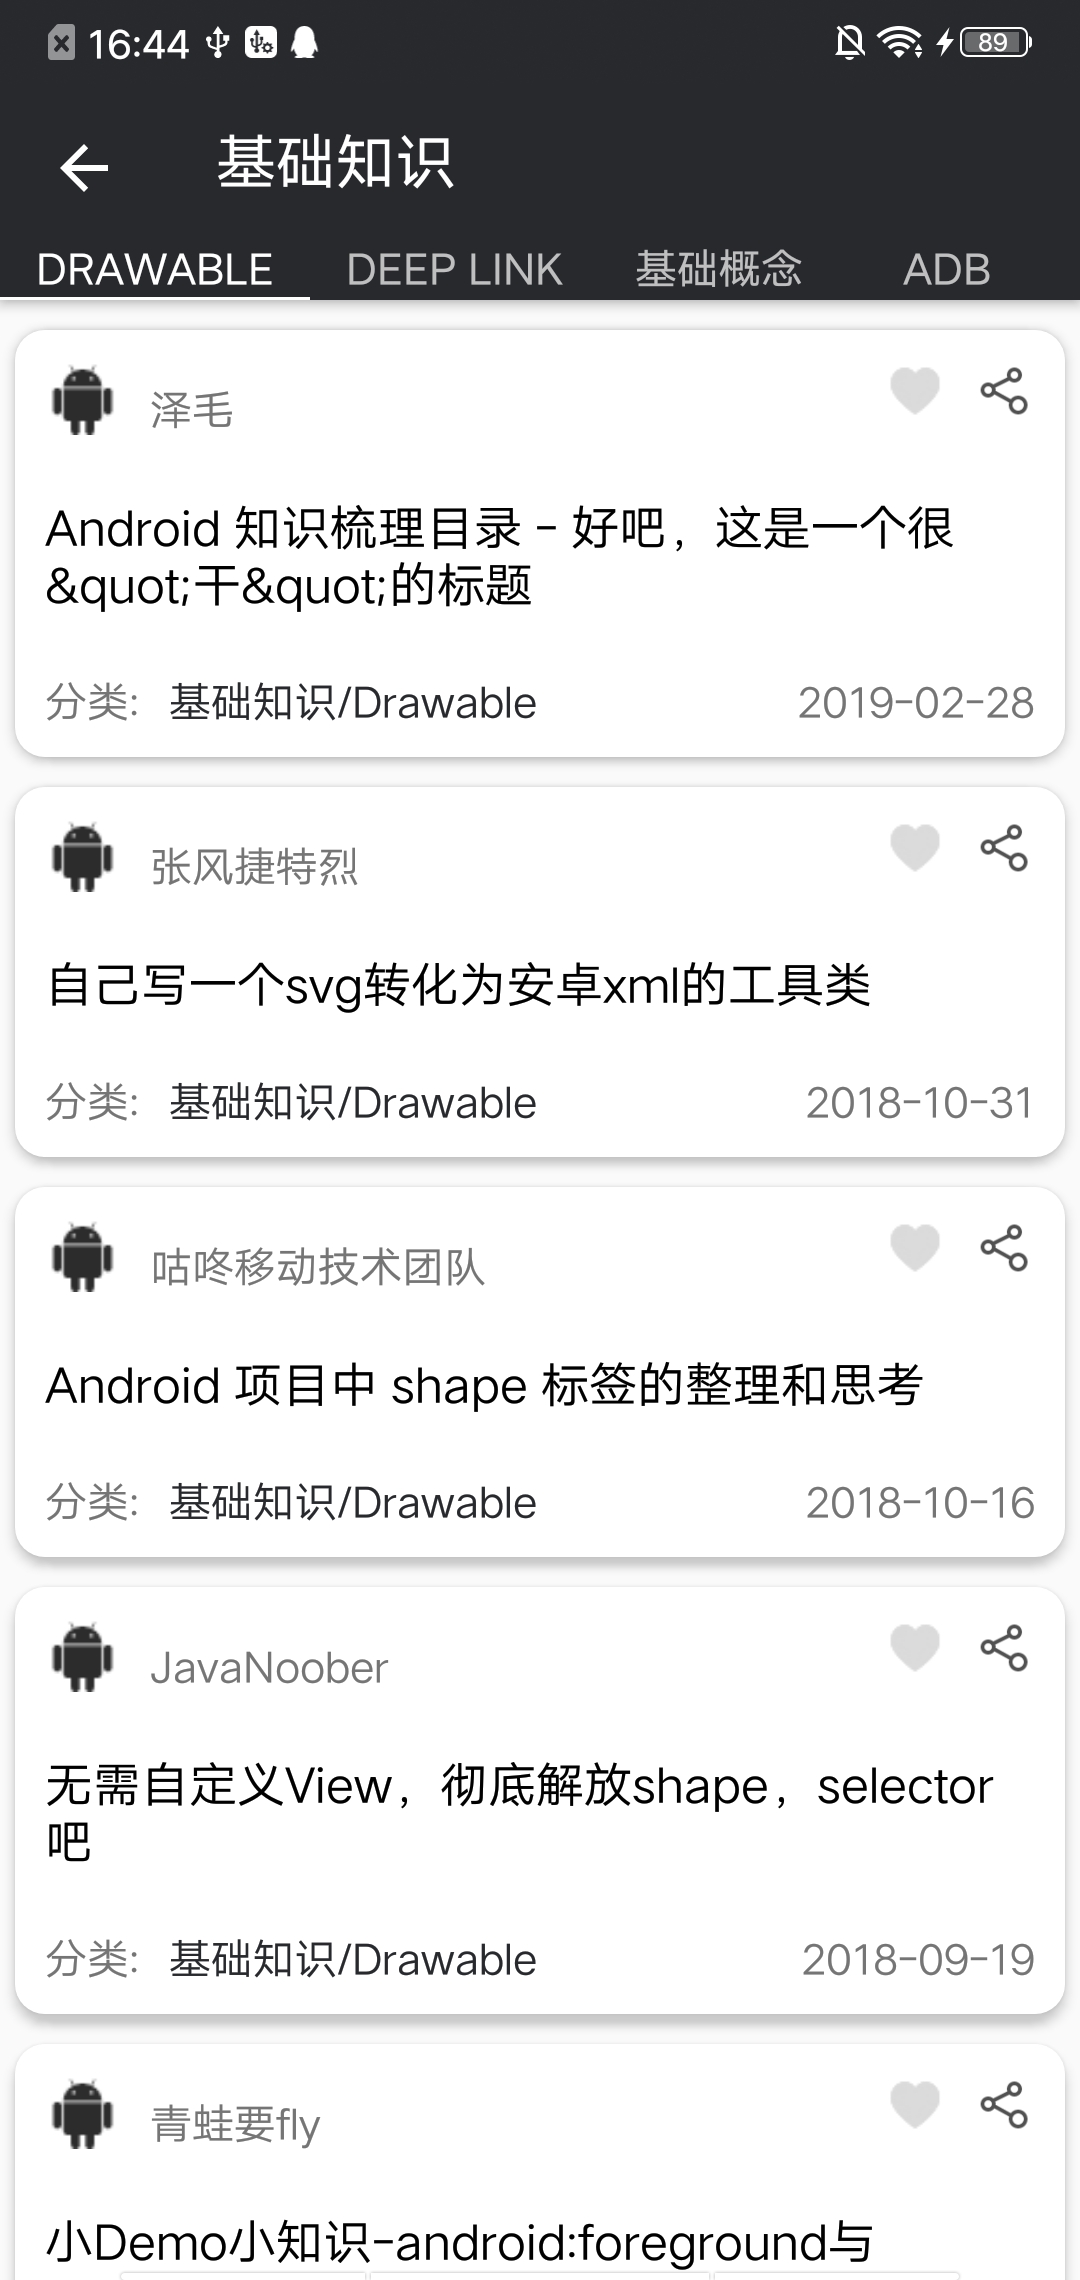 16:44
89
基础知识
DRAWABLE DEEP LINK 基础概念 ADB
泽毛
Android 知识梳理目录 - 好吧，这是一个很
&quot;干&quot;的标题
分类: 基础知识/Drawable 2019-02-28
张风捷特烈
自己写一个svg转化为安卓xml的工具类
分类: 基础知识/Drawable 2018-10-31
咕咚移动技术团队
Android 项目中 shape 标签的整理和思考
分类: 基础知识/Drawable 2018-10-16
JavaNoober
无需自定义View，彻底解放shape，selector
吧
分类: 基础知识/Drawable 2018-09-19
青蛙要fly
小Demo小知识-android:foreground与